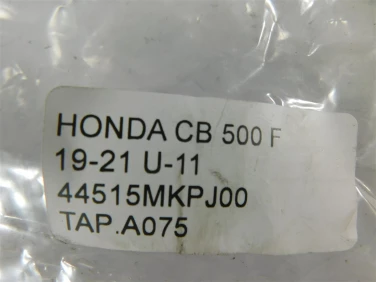 HONDA CB 500 F
19-21 U-11
44515MKPJ00
TAP.A075